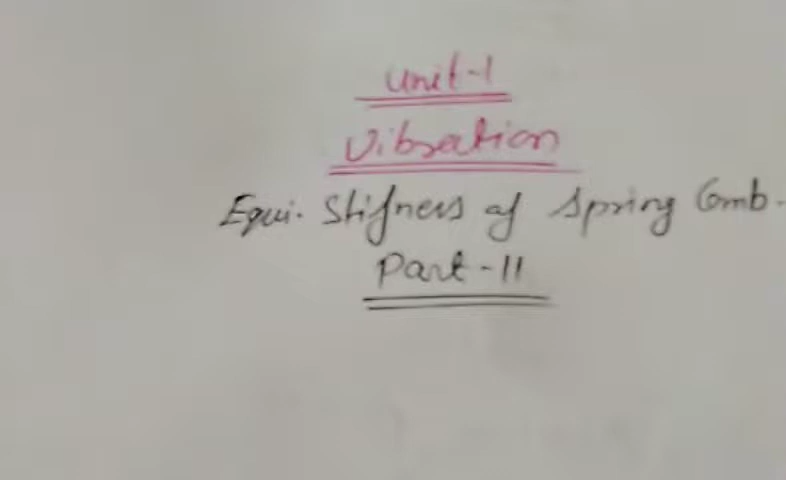 Unit-1
Vibration
Equi. Stifness of Spring Comb.
Part-II